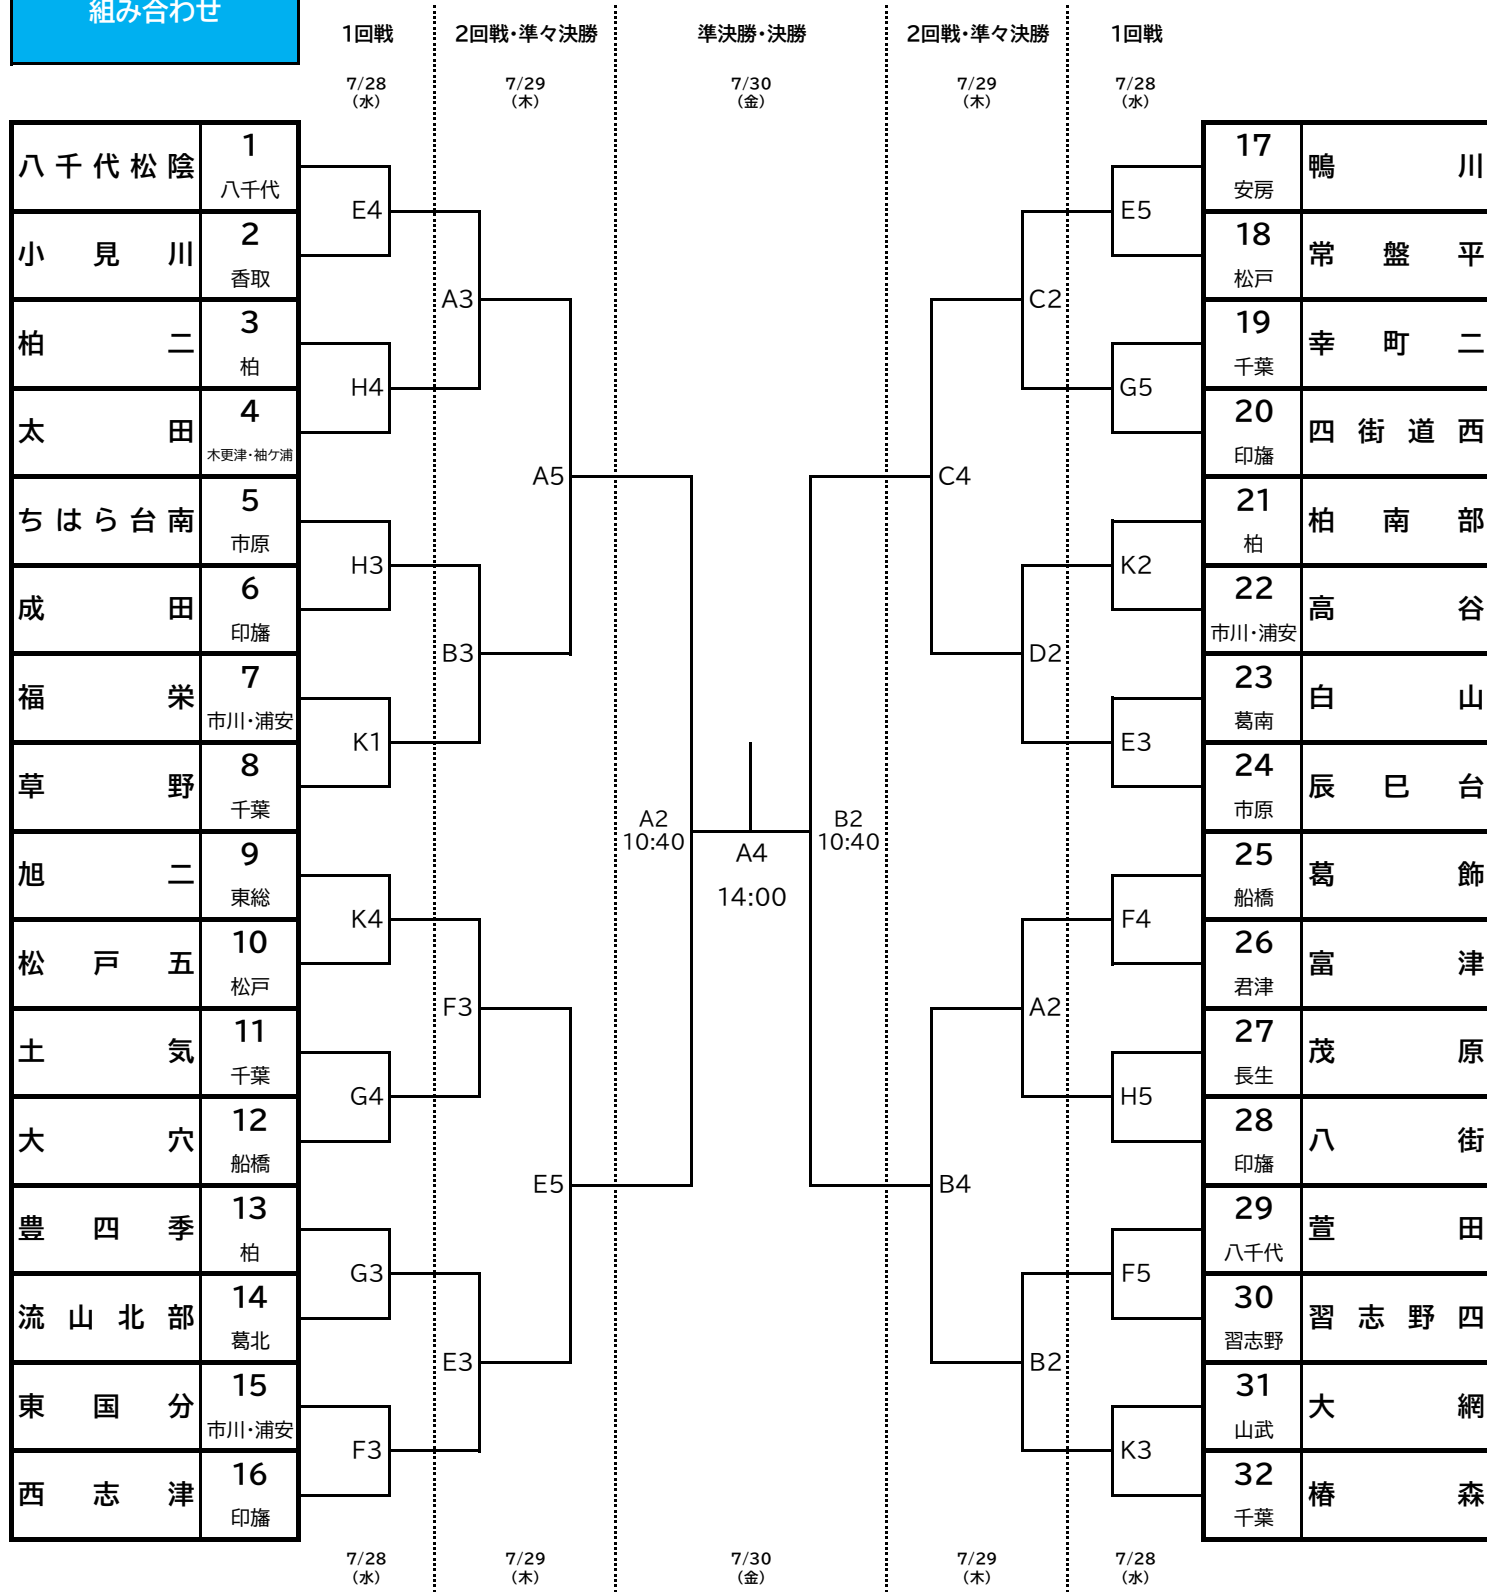 組み合わせ
1回戦 2回戦・準々決勝 準決勝・決勝 2回戦・準々決勝 1回戦
7/28 7/29 7/30 7/29 7/28
（水） （木） （金） （木） （水）
八千代松陰 1 八千代
E4
小見川 2 香取
A3
柏二 3 柏
H4
太田 4 木更津・袖ケ浦
A5
ちはら台南 5 市原
H3
成田 6 印旛
B3
福栄 7 市川・浦安
K1
草野 8 千葉
A2
10:40
旭二 9 東総
K4
松戸五 10 松戸
F3
土気 11 千葉
G4
大穴 12 船橋
E5
豊四季 13 柏
G3
流山北部 14 葛北
E3
東国分 15 市川・浦安
F3
西志津 16 印旛
A4
14:00
17 安房 鴨川
E5
18 松戸 常盤平
C2
19 千葉 幸町二
G5
20 印旛 四街道西
C4
21 柏 柏南部
K2
22 市川・浦安 高谷
D2
23 葛南 白山
E3
24 市原 辰巳台
B2
10:40
25 船橋 葛飾
F4
26 君津 富津
A2
27 長生 茂原
H5
28 印旛 八街
B4
29 八千代 萱田
F5
30 習志野 習志野四
B2
31 山武 大網
K3
32 千葉 椿森
7/28 7/29 7/30 7/29 7/28
（水） （木） （金） （木） （水）